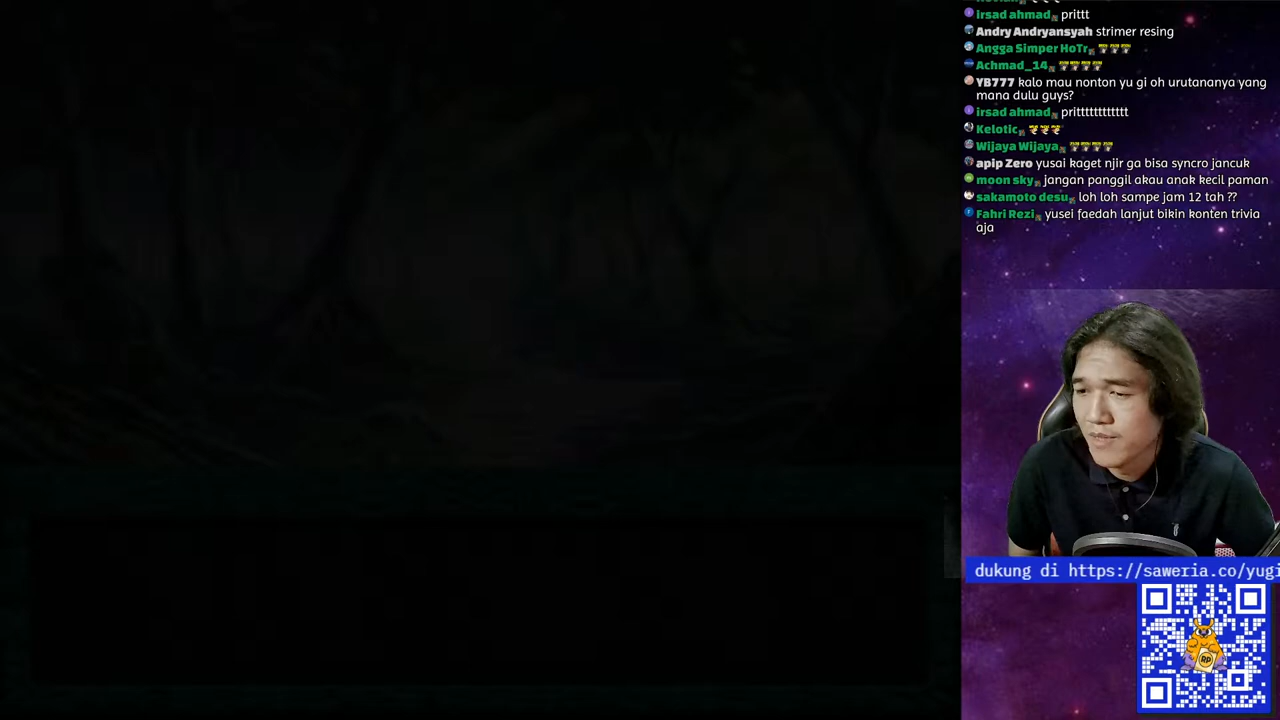 irsad ahmad pritt
Andry Andryansyah strimer resing
Angga Simper HoTr
Achmad_14
YB777 kalo mau nonton yu gi oh urutananya yang
mana dulu guys?
irsad ahmad pritttttttttttt
Kelotic
Wijaya Wijaya
apip Zero yusai kaget njir ga bisa syncro jancuk
moon sky jangan panggil akau anak kecil paman
sakamoto desu loh loh sampe jam 12 tah ??
Fahri Rezi yusei faedah lanjut bikin konten trivia
aja
dukung di https://saweria.co/yugi
RP